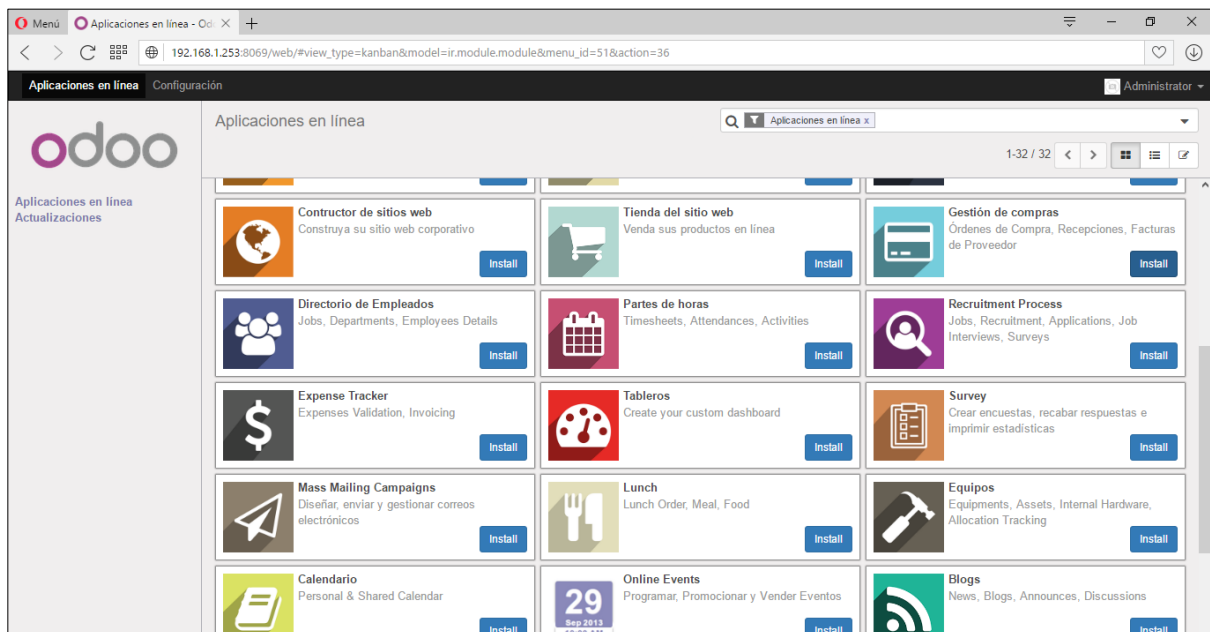 Menú
Aplicaciones en línea - Od
192.168.1.253:8069/web/#view_type=kanban&model=ir.module.module&menu_id=51&action=36
Aplicaciones en línea
Configuración
Administrator
odoo
Aplicaciones en línea
Aplicaciones en línea x
1-32 / 32
Aplicaciones en línea
Actualizaciones
Contructor de sitios web
Construya su sitio web corporativo
Install
Tienda del sitio web
Venda sus productos en línea
Install
Gestión de compras
Órdenes de Compra, Recepciones, Facturas
de Proveedor
Install
Directorio de Empleados
Jobs, Departments, Employees Details
Install
Partes de horas
Timesheets, Attendances, Activities
Install
Recruitment Process
Jobs, Recruitment, Applications, Job
Interviews, Surveys
Install
Expense Tracker
Expenses Validation, Invoicing
Install
Tableros
Create your custom dashboard
Install
Survey
Crear encuestas, recabar respuestas e
imprimir estadísticas
Install
Mass Mailing Campaigns
Diseñar, enviar y gestionar correos
electrónicos
Install
Lunch
Lunch Order, Meal, Food
Install
Equipos
Equipments, Assets, Internal Hardware,
Allocation Tracking
Install
Calendario
Personal & Shared Calendar
Install
29
Sep 2013
Online Events
Programar, Promocionar y Vender Eventos
Install
Blogs
News, Blogs, Announces, Discussions
Install